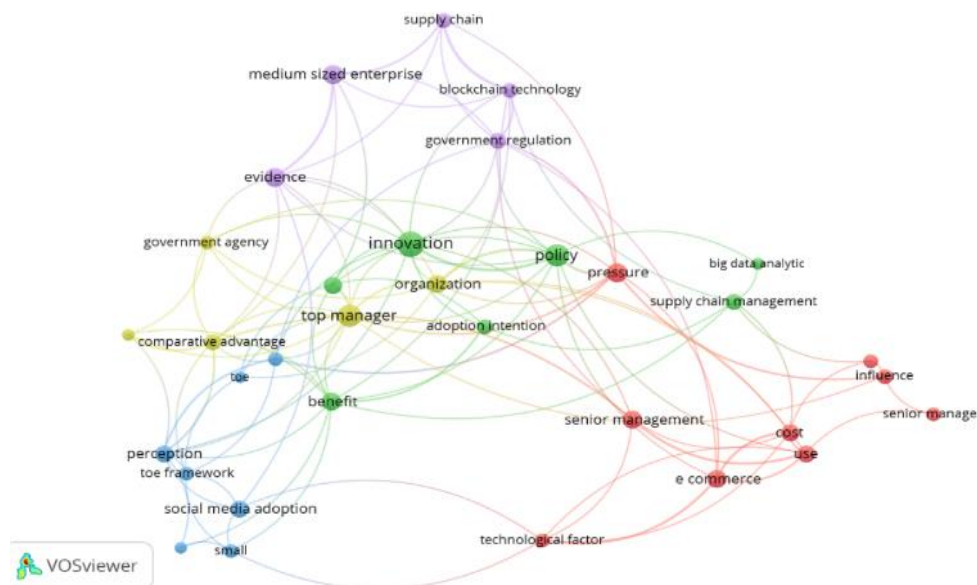 supply chain
medium sized enterprise
blockchain technology
government regulation
evidence
government agency
innovation
policy
big data analytic
pressure
organization
supply chain management
top manager
adoption intention
comparative advantage
influence
toe
benefit
senior manage
senior management
cost
perception
use
toe framework
e commerce
social media adoption
technological factor
small
VOSviewer